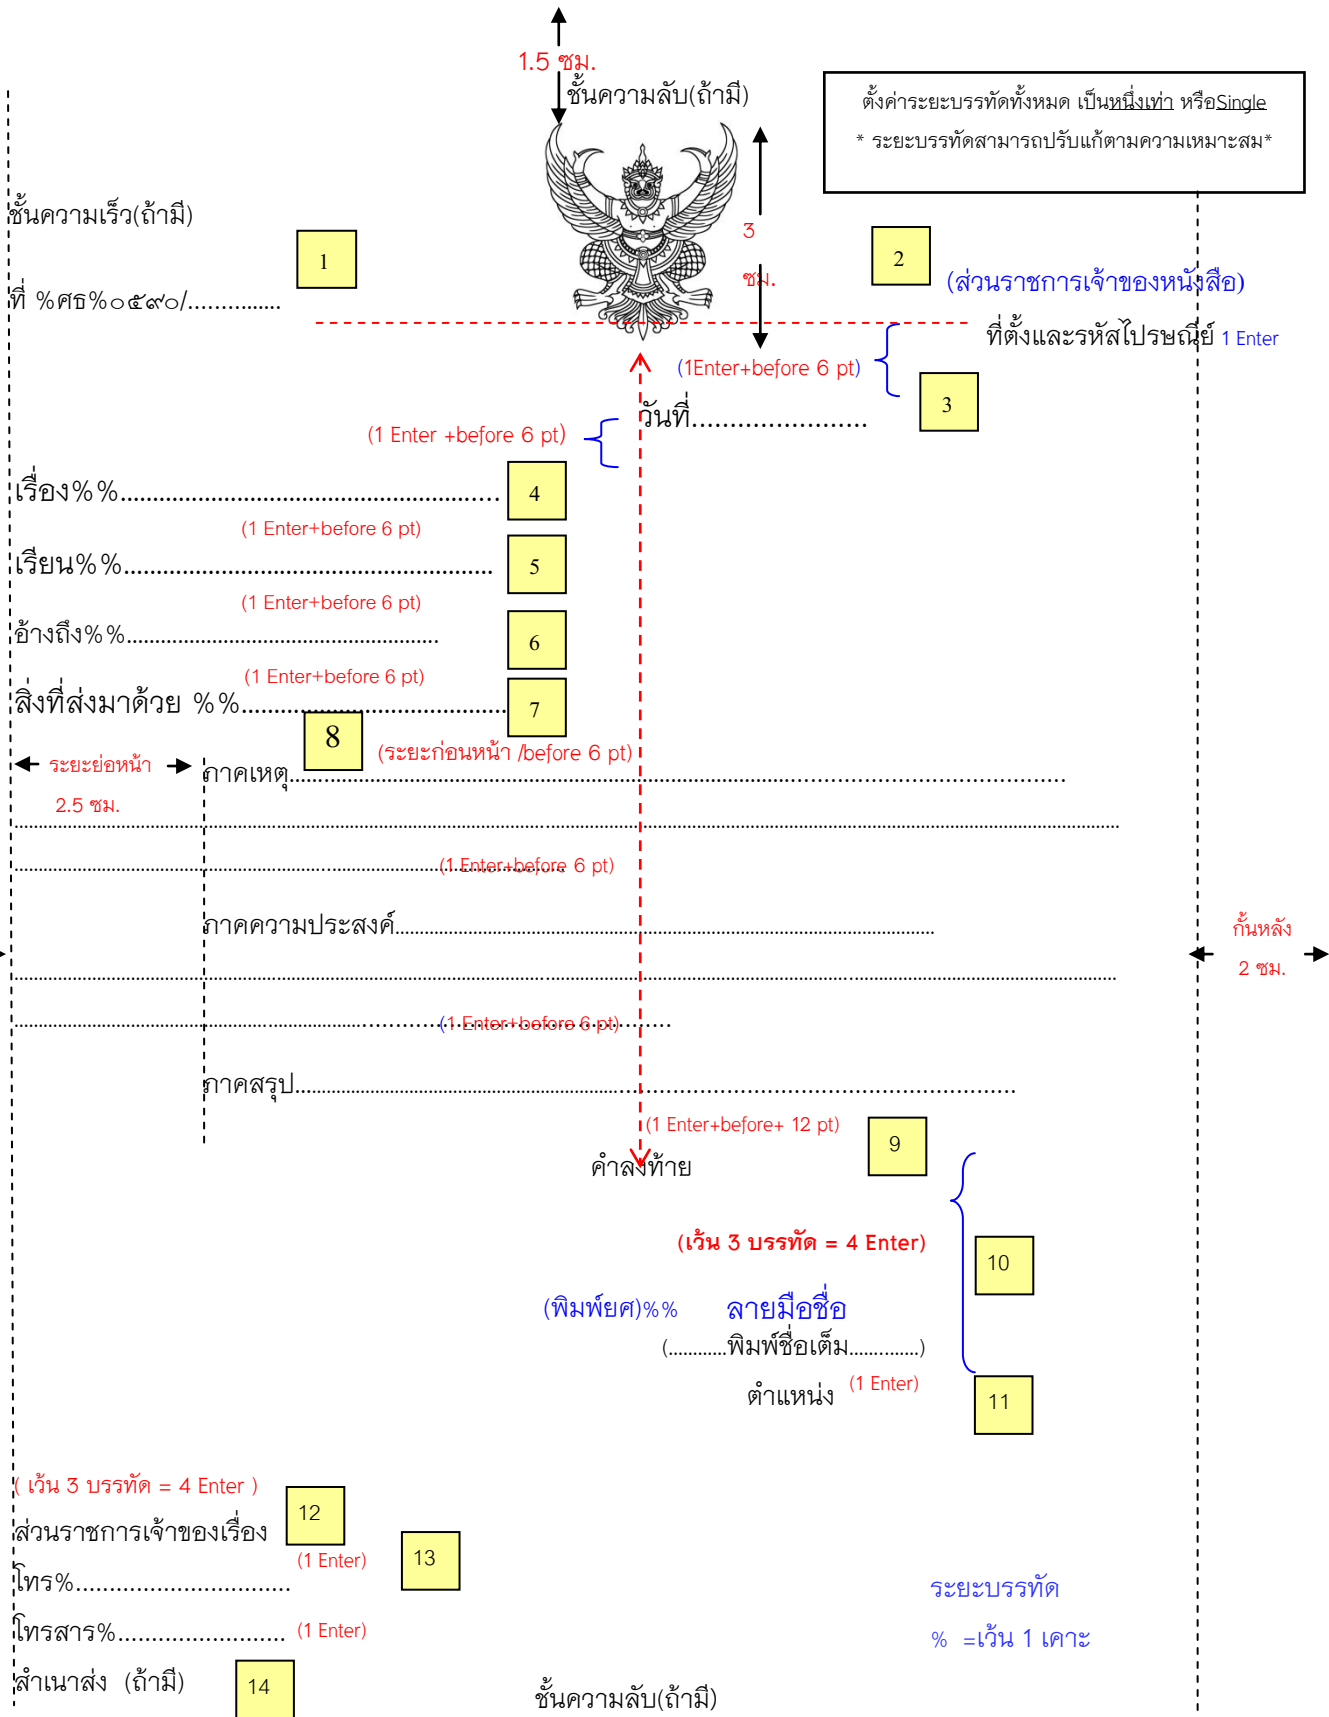 1.5 ซม.
ชั้นความลับ(ถ้ามี)
ตั้งค่าระยะบรรทัดทั้งหมด เป็นหนึ่งเท่า หรือSingle
* ระยะบรรทัดสามารถปรับแก้ตามความเหมาะสม*
ชั้นความเร็ว(ถ้ามี)
3
ซม.
1
2
(ส่วนราชการเจ้าของหนังสือ)
ที่ %ศธ%๐๕๙๐/..............
ที่ตั้งและรหัสไปรษณีย์ 1 Enter
(1Enter+before 6 pt)
3
วันที่.......................
(1 Enter +before 6 pt)
เรื่อง%%.......................................................... 4
(1 Enter+before 6 pt)
เรียน%%......................................................... 5
(1 Enter+before 6 pt)
อ้างถึง%%................................................ 6
(1 Enter+before 6 pt)
สิ่งที่ส่งมาด้วย %%......................................... 7
8
(ระยะก่อนหน้า /before 6 pt)
ระยะย่อหน้า
2.5 ซม.
ภาคเหตุ........................................................................................................................
..........................................................................................................................................................................
......................................................................................
(1 Enter+before 6 pt)
ภาคความประสงค์....................................................................................
กั้นหลัง
2 ซม.
..........................................................................................................................................................................
......................................................................................................
(1 Enter+before 6 pt)
ภาคสรุป................................................................................................................
(1 Enter+before+ 12 pt)
9
คำลงท้าย
(เว้น 3 บรรทัด = 4 Enter)
10
(พิมพ์ยศ)%% ลายมือชื่อ
(............พิมพ์ชื่อเต็ม..............)
ตำแหน่ง (1 Enter)
11
( เว้น 3 บรรทัด = 4 Enter )
12
ส่วนราชการเจ้าของเรื่อง
(1 Enter)
13
โทร%................................
โทรสาร%......................... (1 Enter)
ระยะบรรทัด
% =เว้น 1 เคาะ
สำเนาส่ง (ถ้ามี)
14
ชั้นความลับ(ถ้ามี)